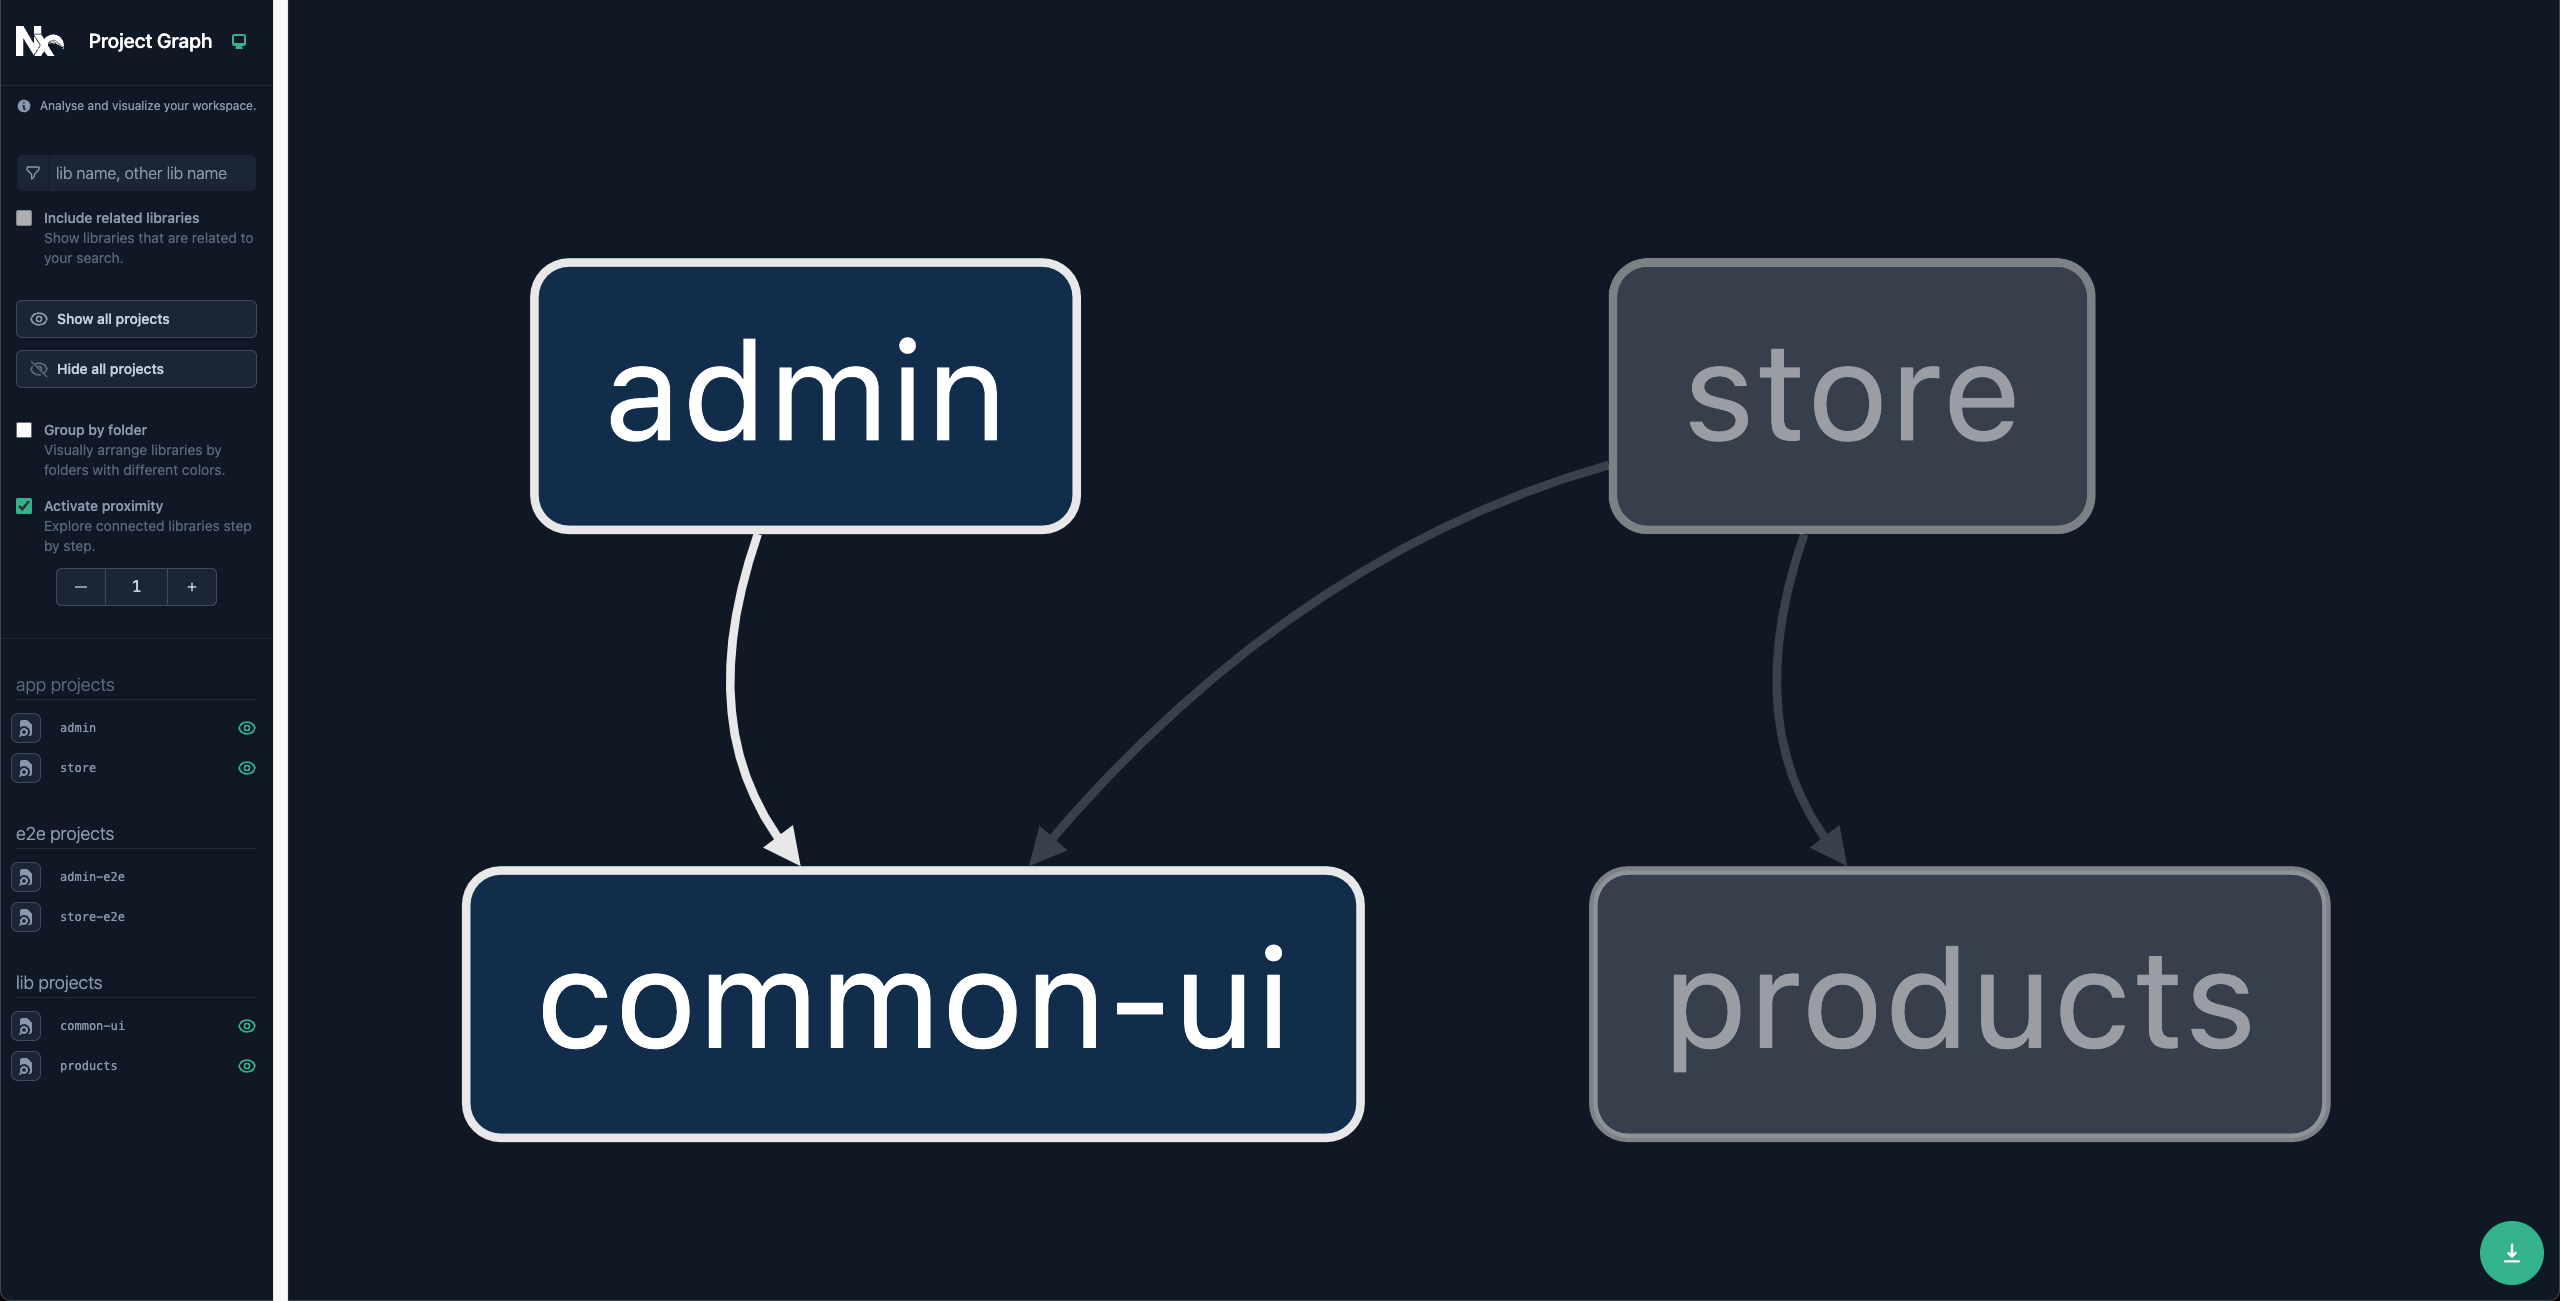 Nx Project Graph
Analyse and visualize your workspace.
lib name, other lib name
Include related libraries
Show libraries that are related to
your search.
Show all projects
Hide all projects
Group by folder
Visually arrange libraries by
folders with different colors.
Activate proximity
Explore connected libraries step
by step.
— 1 +
app projects
admin
store
e2e projects
admin-e2e
store-e2e
lib projects
common-ui
products
admin
store
common-ui
products